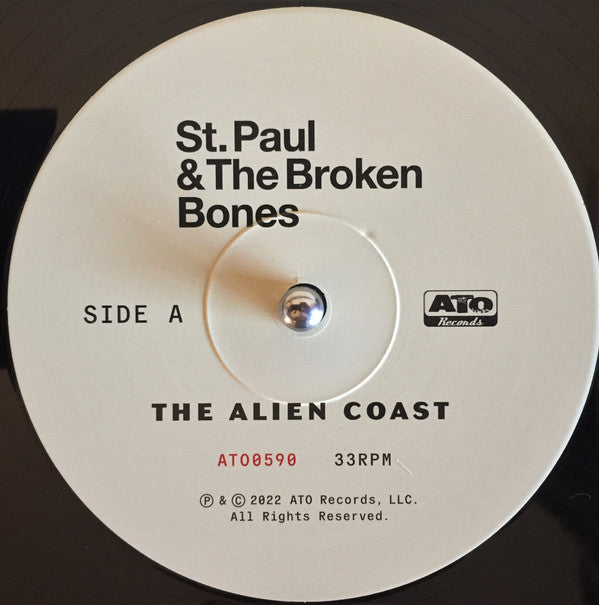 St. Paul
& The Broken
Bones
SIDE A
ATO
Records
THE ALIEN COAST
ATO0590 33RPM
Ⓟ & © 2022 ATO Records, LLC.
All Rights Reserved.